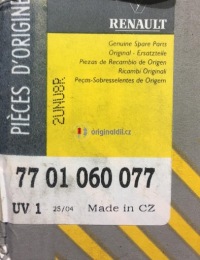 RENAULT
PIÈCES D'ORIGINE
2UNU8R
Genuine Spare Parts
Original - Ersatzteile
Piezas de Recambio de Origen
Ricambi Originali
Peças-Sobresselentes de Origem
originaldil.cz
77 01 060 077
UV 1 25/04 Made in CZ